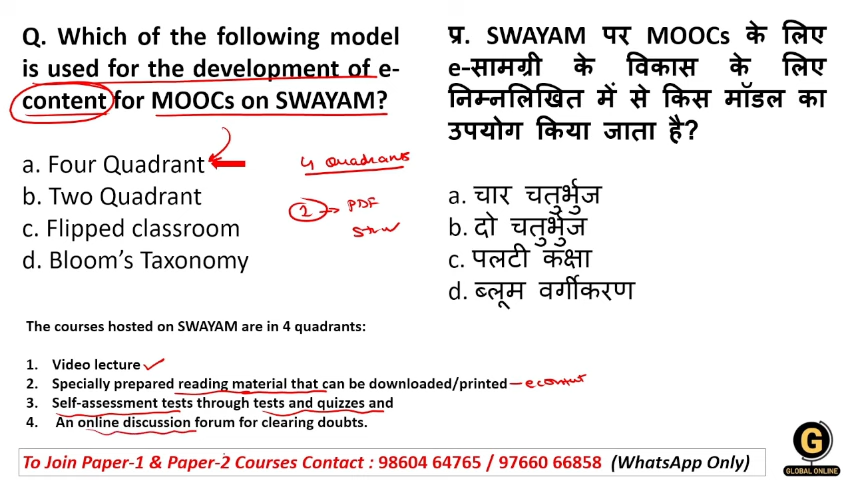 Q. Which of the following model
is used for the development of e-
content for MOOCs on SWAYAM?
a. Four Quadrant
b. Two Quadrant
c. Flipped classroom
d. Bloom’s Taxonomy
4 Quadrants
2 → PDF
प्र. SWAYAM पर MOOCs के लिए
e-सामग्री के विकास के लिए
निम्नलिखित में से किस मॉडल का
उपयोग किया जाता है?
a. चार चतुर्भुज
b. दो चतुर्भुज
c. पलटी कक्षा
d. ब्लूम वर्गीकरण
The courses hosted on SWAYAM are in 4 quadrants:
1. Video lecture
2. Specially prepared reading material that can be downloaded/printed – econtent
3. Self-assessment tests through tests and quizzes and
4. An online discussion forum for clearing doubts.
To Join Paper-1 & Paper-2 Courses Contact : 98604 64765 / 97660 66858 (WhatsApp Only)
G
GLOBAL ONLINE